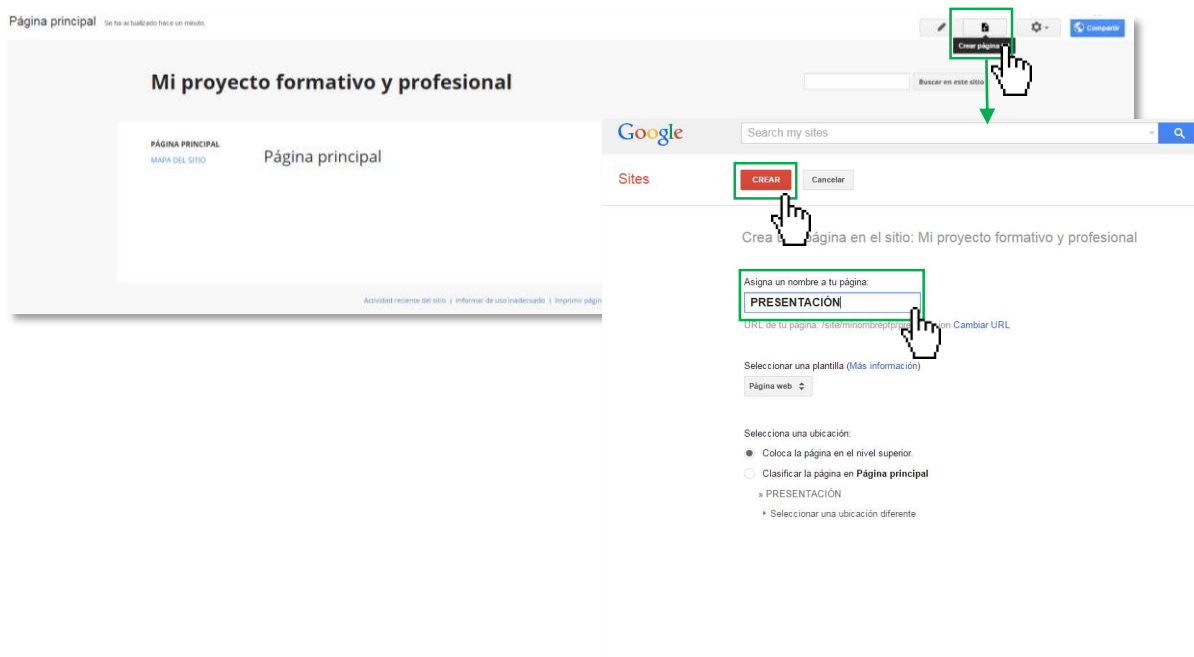 Página principal Se ha actualizado hace un minuto.
Compartir
Crear página
Mi proyecto formativo y profesional
Buscar en este sitio
PÁGINA PRINCIPAL
MAPA DEL SITIO
Página principal
Actividad reciente del sitio | Informar de uso inadecuado | Imprimir págin
Google
Search my sites
Sites
CREAR
Cancelar
Crea página en el sitio: Mi proyecto formativo y profesional
Asigna un nombre a tu página:
PRESENTACIÓN
URL de tu página: /site/minombrepfp/pre ion Cambiar URL
Seleccionar una plantilla (Más información)
Página web
Selecciona una ubicación:
Coloca la página en el nivel superior.
Clasificar la página en Página principal
» PRESENTACIÓN
Seleccionar una ubicación diferente